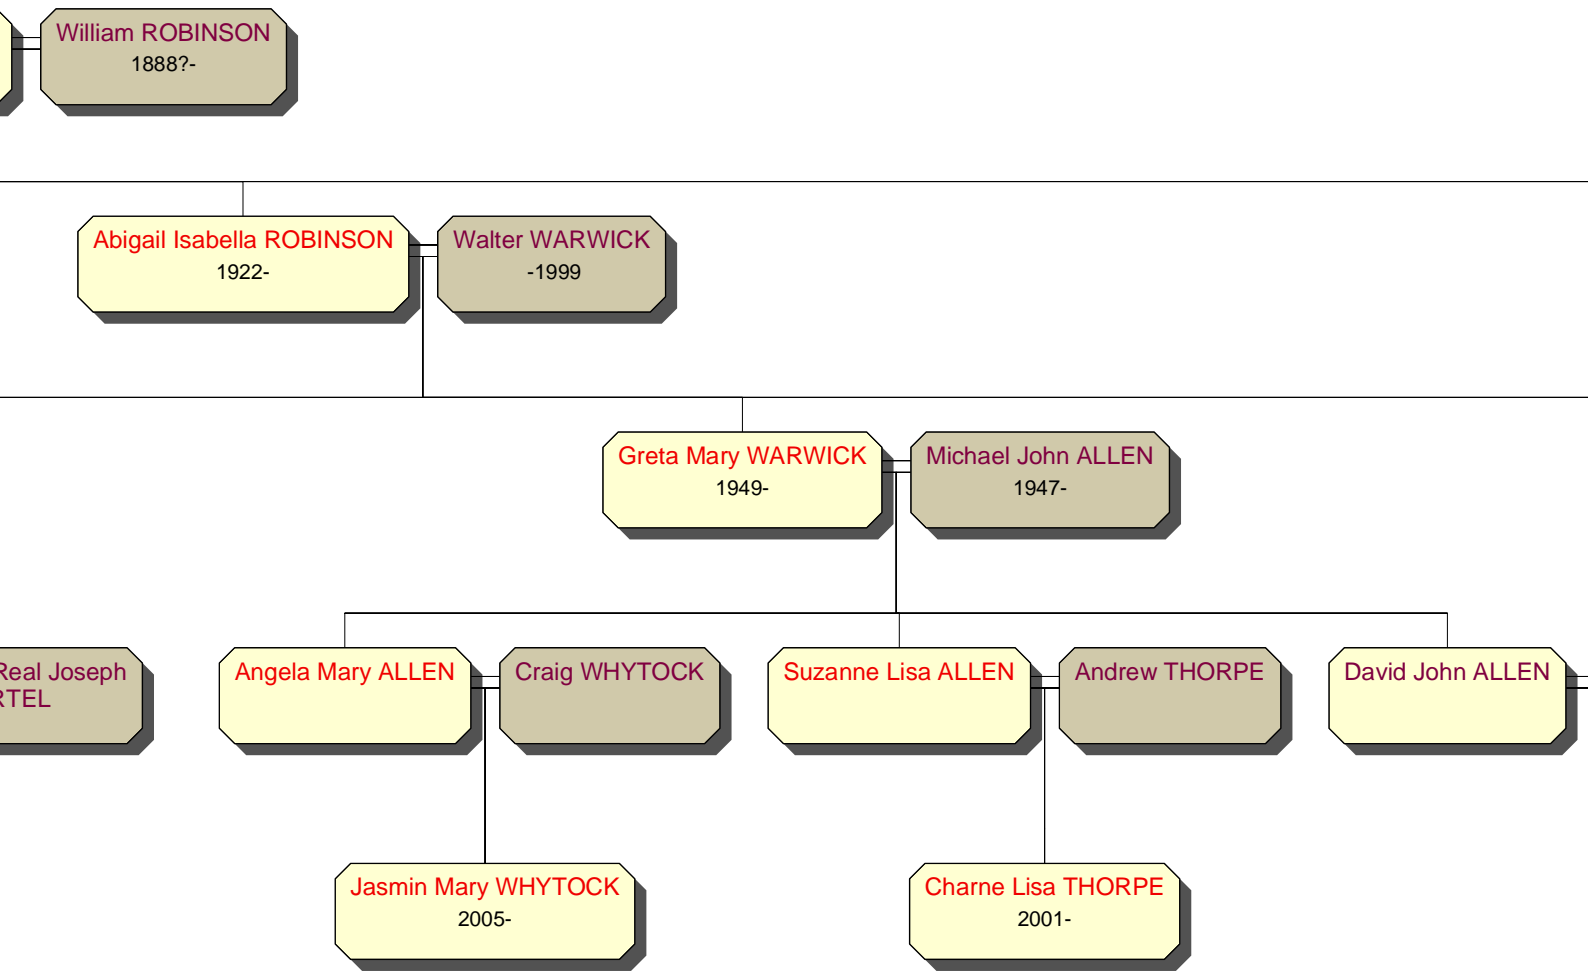 William ROBINSON
1888?-
Abigail Isabella ROBINSON
1922-
Walter WARWICK
-1999
Greta Mary WARWICK
1949-
Michael John ALLEN
1947-
Real Joseph
Angela Mary ALLEN
Craig WHYTOCK
Suzanne Lisa ALLEN
Andrew THORPE
David John ALLEN
Jasmin Mary WHYTOCK
2005-
Charne Lisa THORPE
2001-